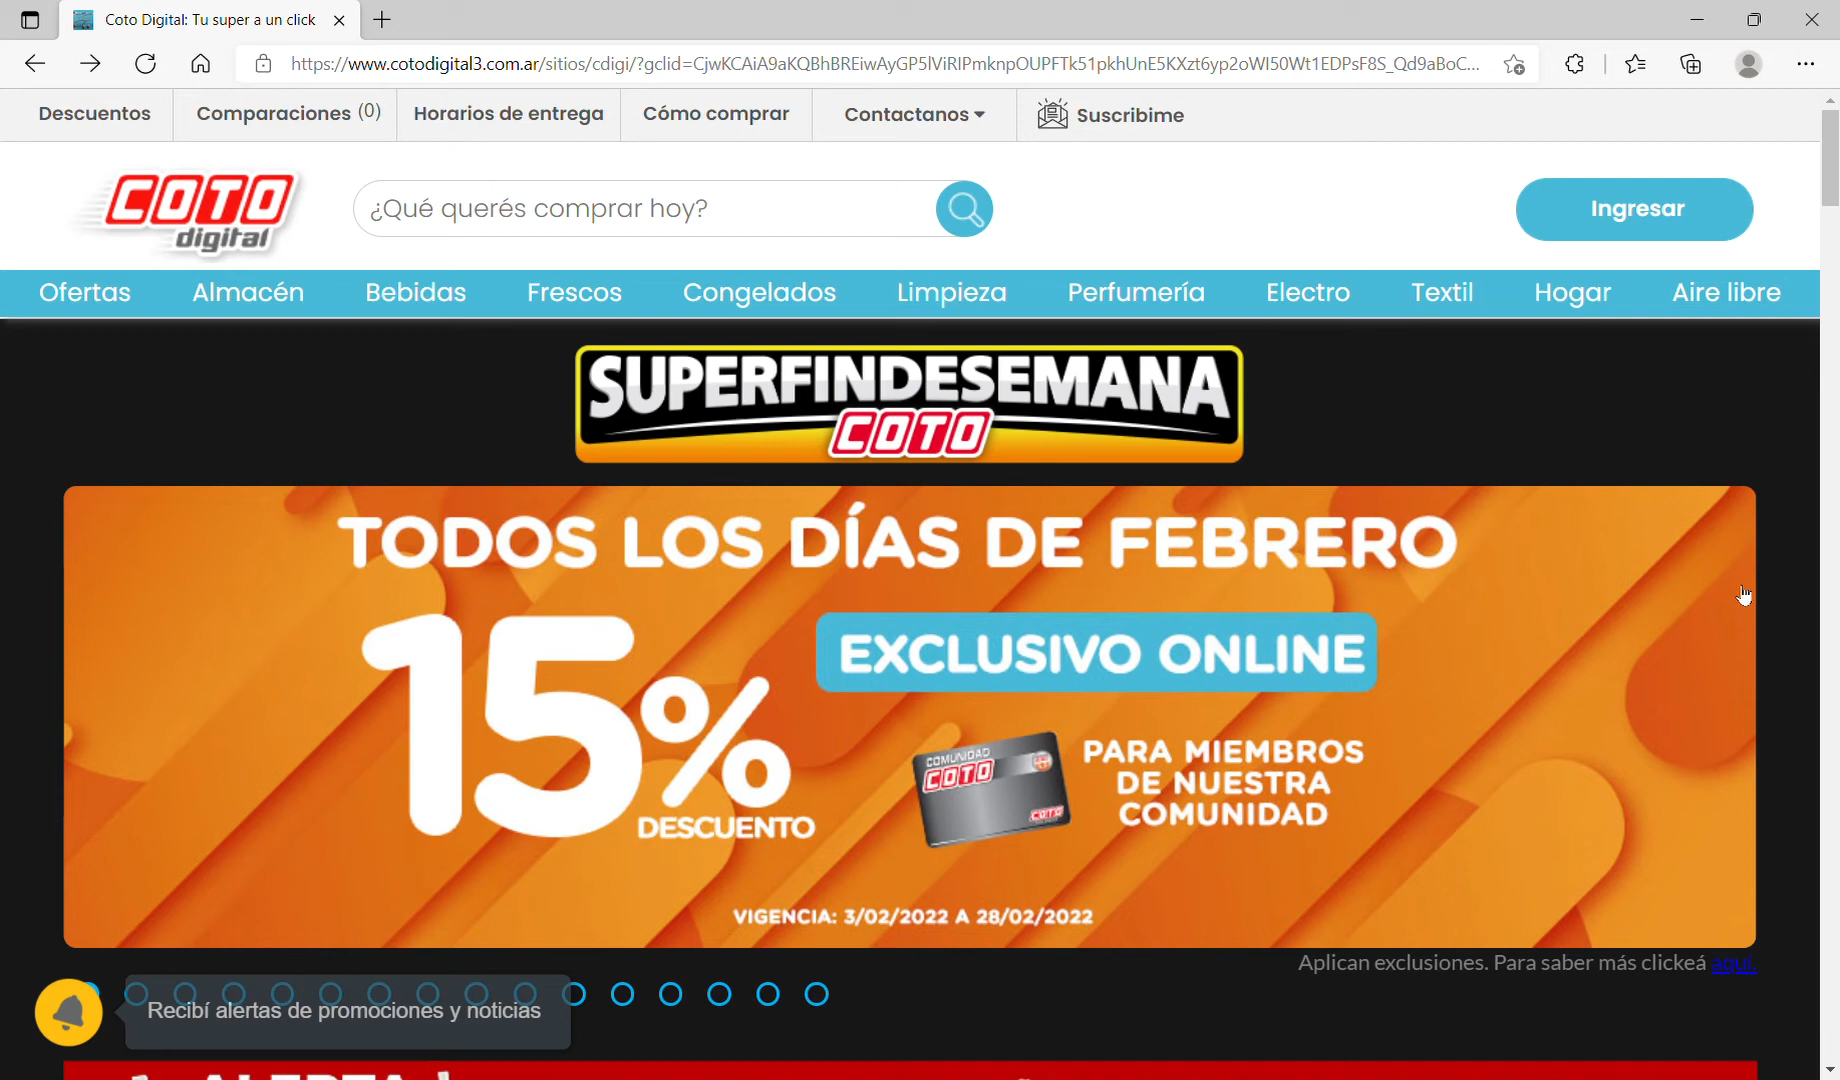 Coto Digital: Tu super a un click
https://www.cotodigital3.com.ar/sitios/cdigi/?gclid=CjwKCAiA9aKQBhBREiwAyGP5lViRIPmknpOUPFTk51pkhUnE5KXzt6yp2oWI50Wt1EDPsF8S_Qd9aBoC...
Descuentos Comparaciones (0) Horarios de entrega Cómo comprar Contactanos Suscribime
COTO
digital
¿Qué querés comprar hoy?
Ingresar
Ofertas Almacén Bebidas Frescos Congelados Limpieza Perfumería Electro Textil Hogar Aire libre
SUPERFINDESEMANA
COTO
TODOS LOS DÍAS DE FEBRERO
15%
DESCUENTO
EXCLUSIVO ONLINE
COMUNIDAD
COTO
COTO
PARA MIEMBROS
DE NUESTRA
COMUNIDAD
VIGENCIA: 3/02/2022 A 28/02/2022
Aplican exclusiones. Para saber más clickeá aquí.
Recibí alertas de promociones y noticias